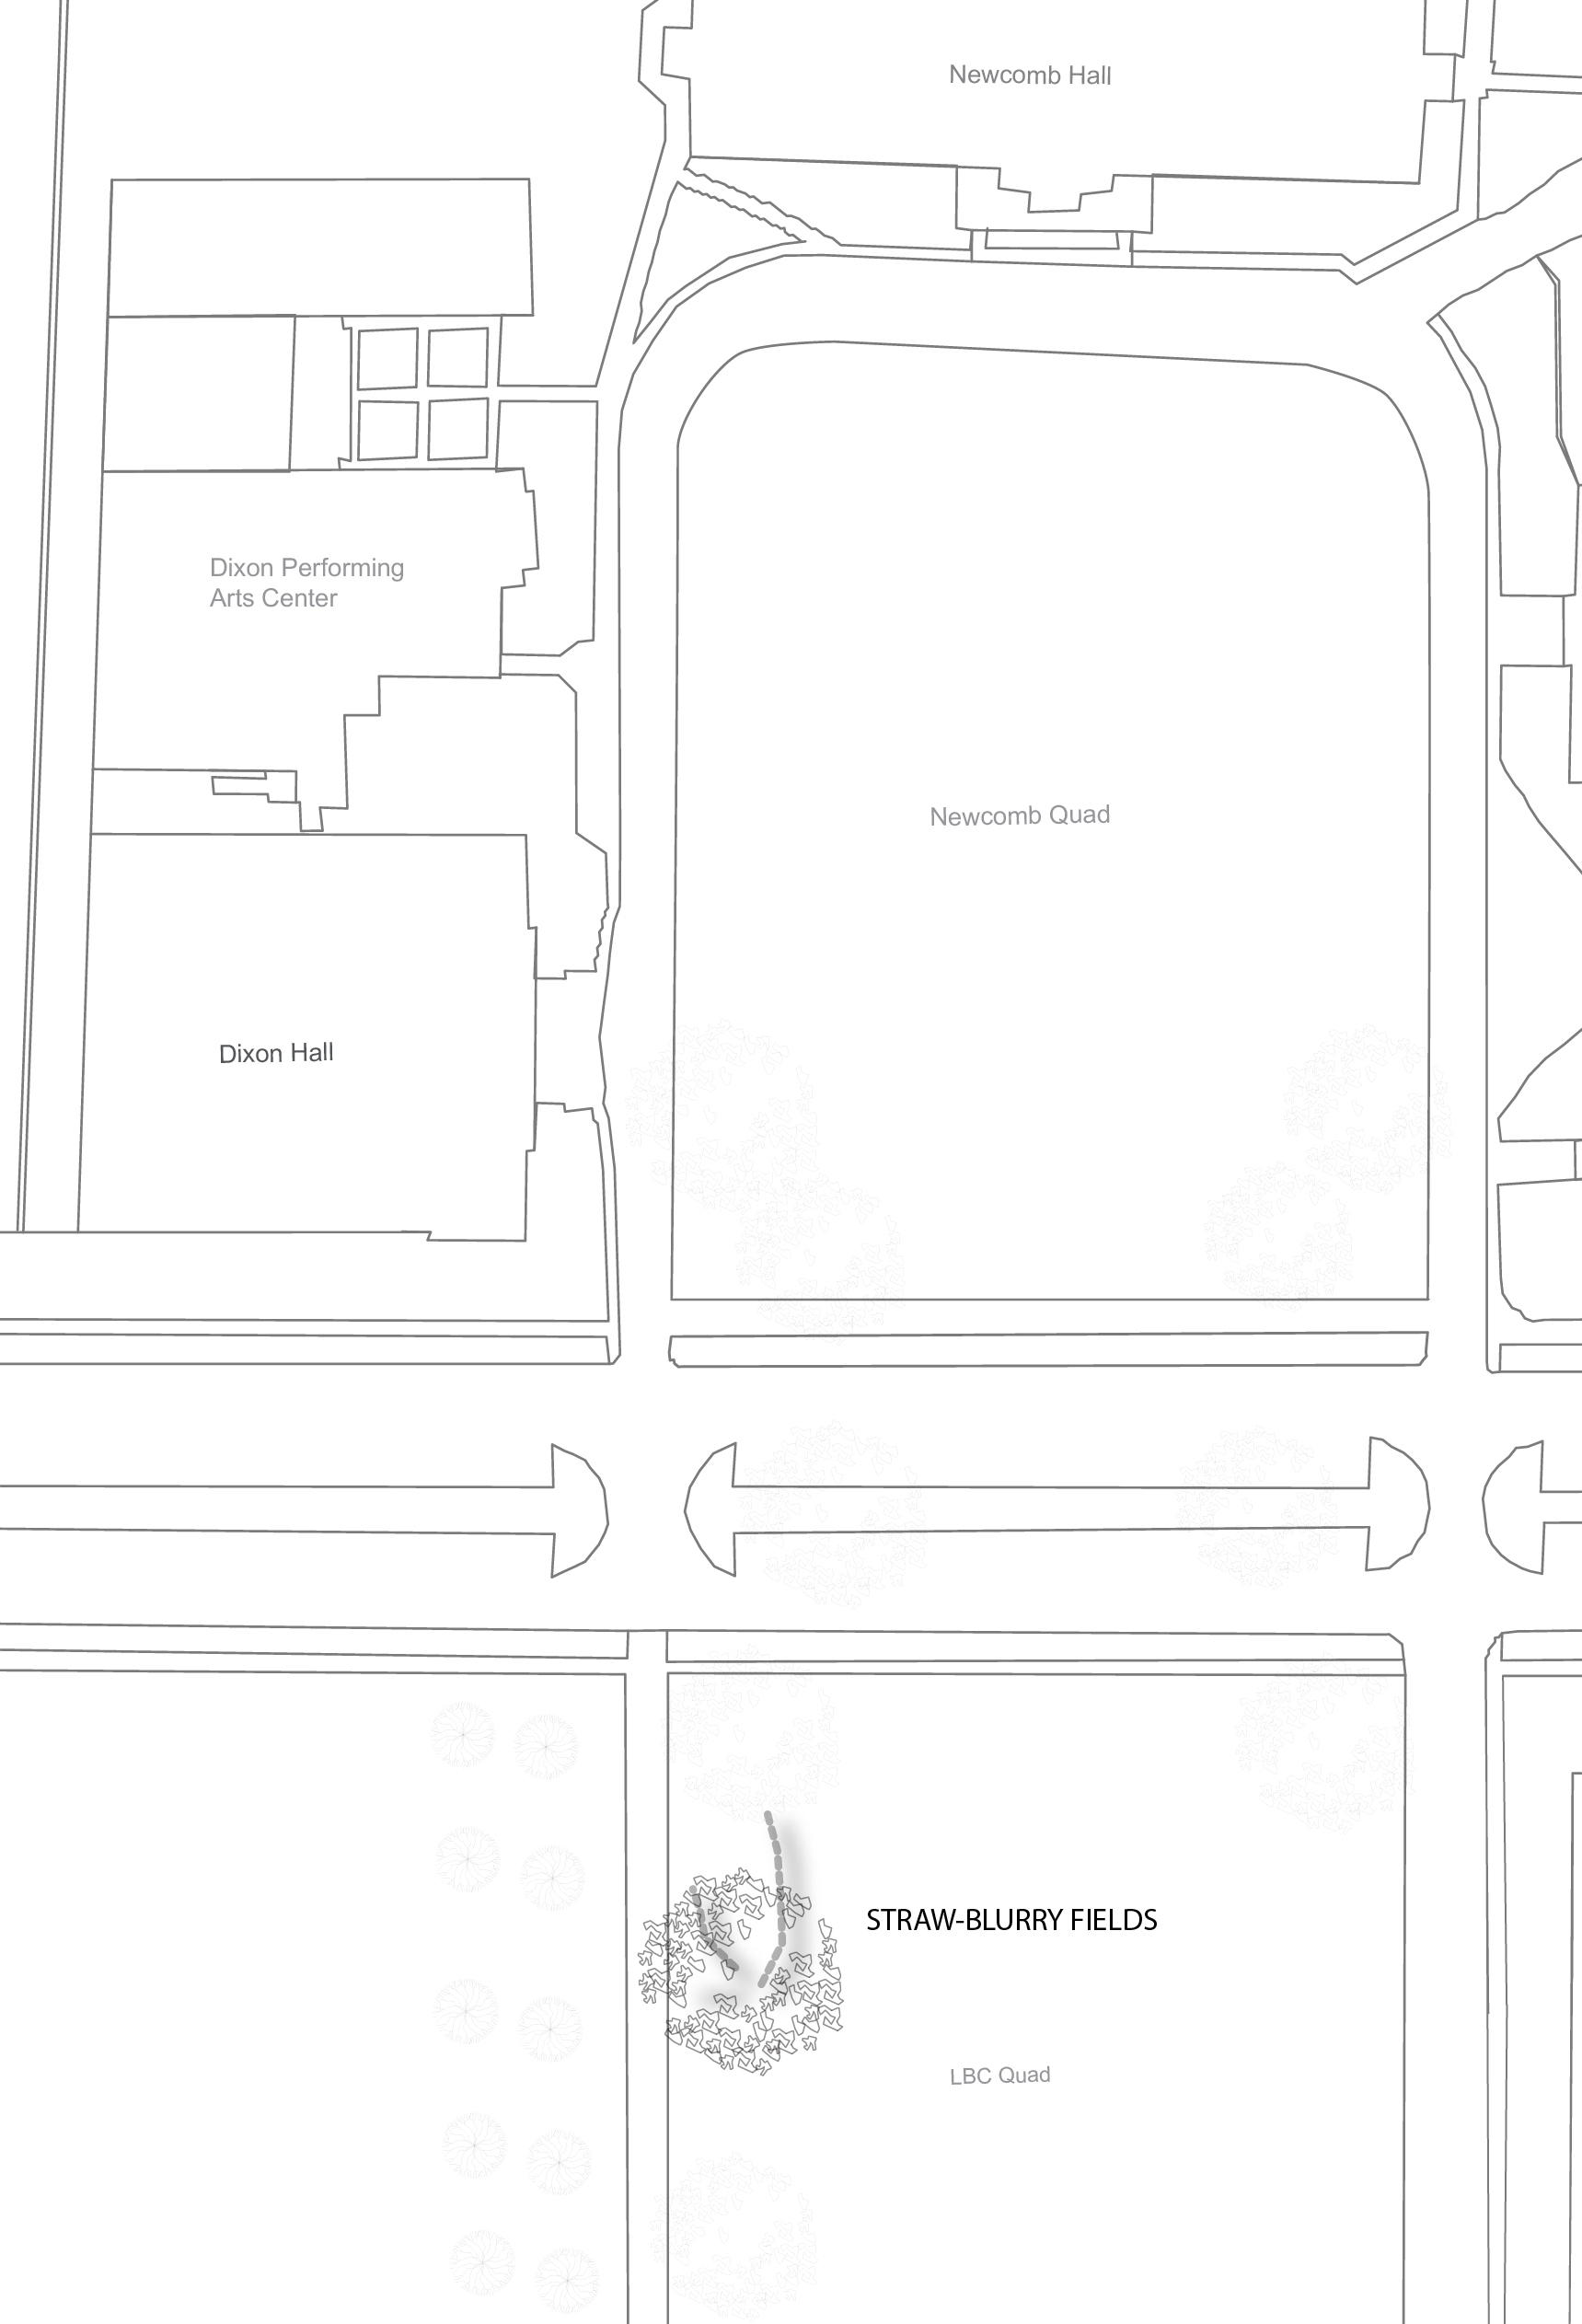 Newcomb Hall
Dixon Performing
Arts Center
Newcomb Quad
Dixon Hall
STRAW-BLURRY FIELDS
LBC Quad